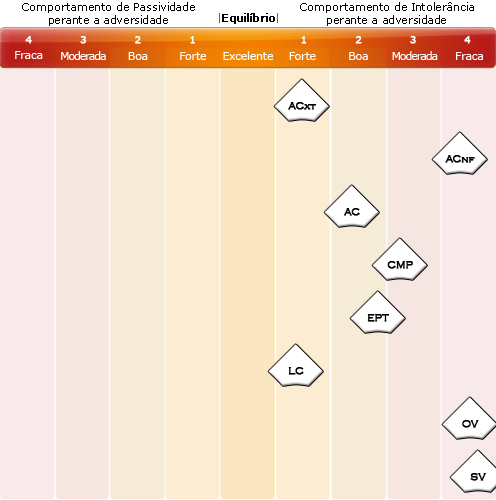 Comportamento de Passividade
perante a adversidade
|Equilíbrio|
Comportamento de Intolerância
perante a adversidade
4 3 2 1 1 2 3 4
Fraca Moderada Boa Forte Excelente Forte Boa Moderada Fraca
ACXT
ACNF
AC
CMP
EPT
LC
OV
SV